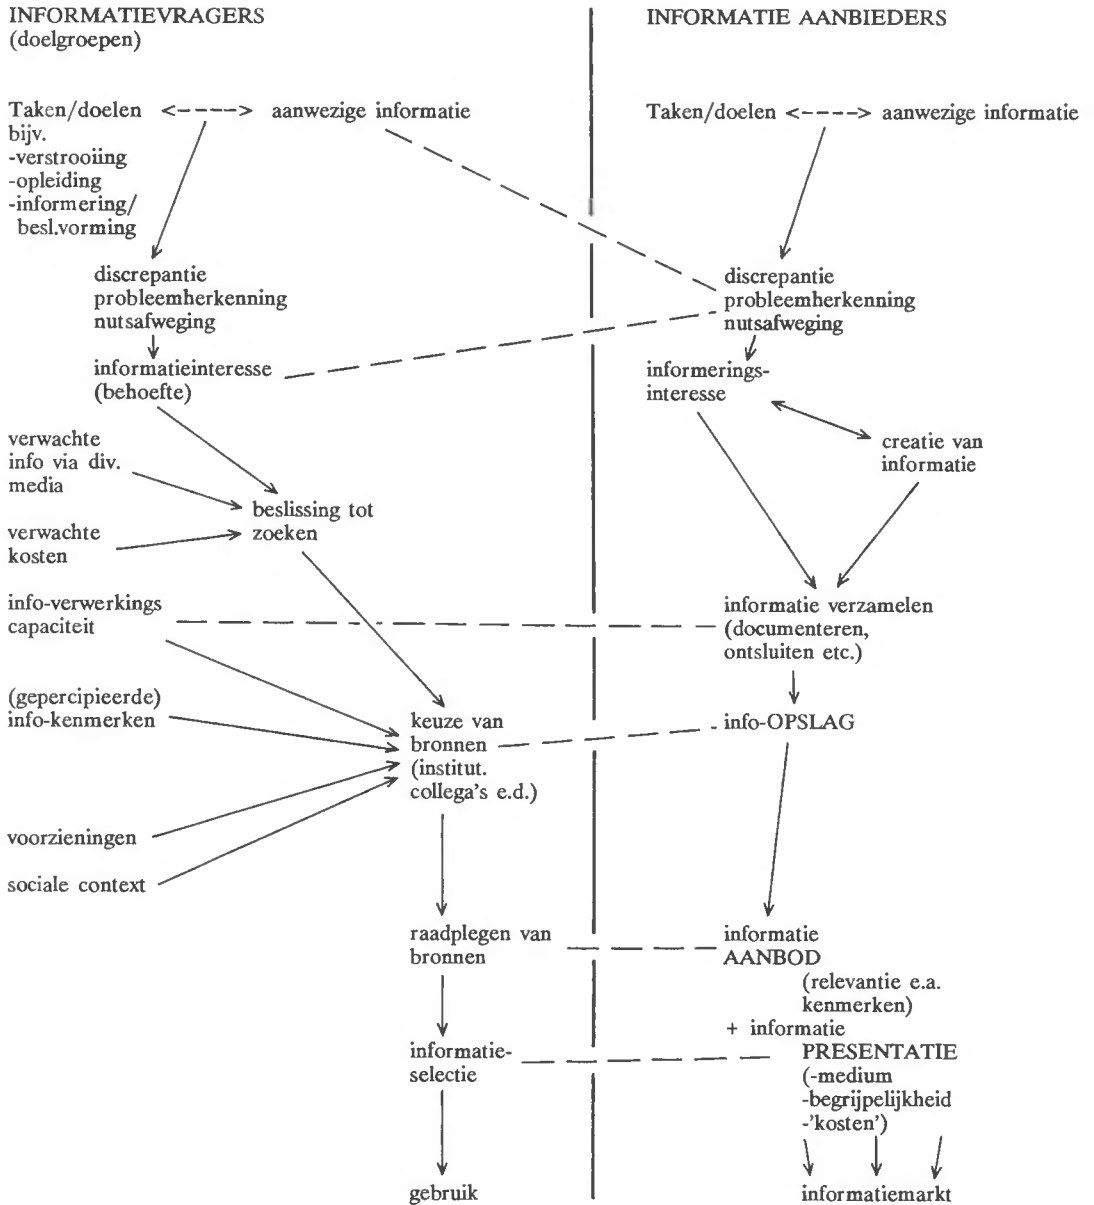 INFORMATIEVRAGERS
(doelgroepen)
Taken/doelen <----> aanwezige informatie
bijv.
-verstrooiing
-opleiding
-informering/
besl.vorming
discrepantie
probleemherkenning
nutsafweging
informatieinteresse
(behoefte)
verwachte
info via div.
media
beslissing tot
zoeken
verwachte
kosten
info-verwerkings
capaciteit
(gepercipieerde)
info-kenmerken
keuze van
bronnen
(institut.
collega's e.d.)
voorzieningen
sociale context
raadplegen van
bronnen
informatie-
selectie
gebruik
INFORMATIE AANBIEDERS
Taken/doelen <----> aanwezige informatie
discrepantie
probleemherkenning
nutsafweging
informerings-
interesse
creatie van
informatie
informatie verzamelen
(documenteren,
ontsluiten etc.)
info-OPSLAG
informatie
AANBOD
(relevantie e.a.
kenmerken)
+ informatie
PRESENTATIE
(-medium
-begrijpelijkheid
-'kosten')
informatiemarkt